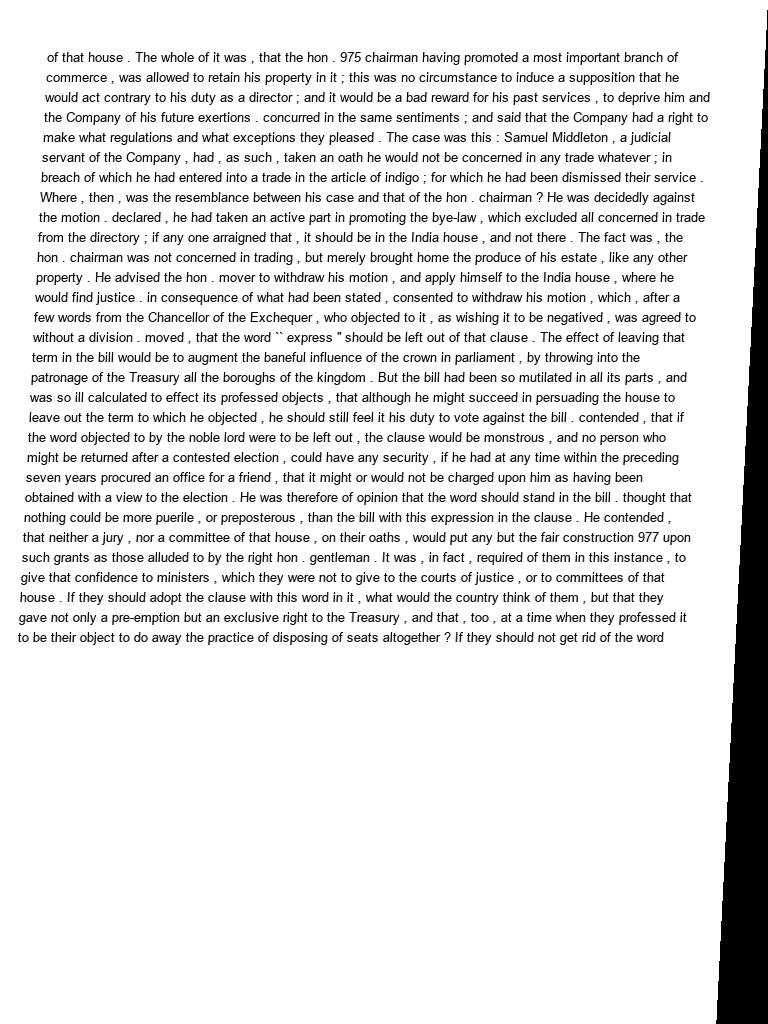 of that house . The whole of it was , that the hon . 975 chairman having promoted a most important branch of
commerce , was allowed to retain his property in it ; this was no circumstance to induce a supposition that he
would act contrary to his duty as a director ; and it would be a bad reward for his past services , to deprive him and
the Company of his future exertions . concurred in the same sentiments ; and said that the Company had a right to
make what regulations and what exceptions they pleased . The case was this : Samuel Middleton , a judicial
servant of the Company , had , as such , taken an oath he would not be concerned in any trade whatever ; in
breach of which he had entered into a trade in the article of indigo ; for which he had been dismissed their service .
Where , then , was the resemblance between his case and that of the hon . chairman ? He was decidedly against
the motion . declared , he had taken an active part in promoting the bye-law , which excluded all concerned in trade
from the directory ; if any one arraigned that , it should be in the India house , and not there . The fact was , the
hon . chairman was not concerned in trading , but merely brought home the produce of his estate , like any other
property . He advised the hon . mover to withdraw his motion , and apply himself to the India house , where he
would find justice . in consequence of what had been stated , consented to withdraw his motion , which , after a
few words from the Chancellor of the Exchequer , who objected to it , as wishing it to be negatived , was agreed to
without a division . moved , that the word `` express '' should be left out of that clause . The effect of leaving that
term in the bill would be to augment the baneful influence of the crown in parliament , by throwing into the
patronage of the Treasury all the boroughs of the kingdom . But the bill had been so mutilated in all its parts , and
was so ill calculated to effect its professed objects , that although he might succeed in persuading the house to
leave out the term to which he objected , he should still feel it his duty to vote against the bill . contended , that if
the word objected to by the noble lord were to be left out , the clause would be monstrous , and no person who
might be returned after a contested election , could have any security , if he had at any time within the preceding
seven years procured an office for a friend , that it might or would not be charged upon him as having been
obtained with a view to the election . He was therefore of opinion that the word should stand in the bill . thought that
nothing could be more puerile , or preposterous , than the bill with this expression in the clause . He contended ,
that neither a jury , nor a committee of that house , on their oaths , would put any but the fair construction 977 upon
such grants as those alluded to by the right hon . gentleman . It was , in fact , required of them in this instance , to
give that confidence to ministers , which they were not to give to the courts of justice , or to committees of that
house . If they should adopt the clause with this word in it , what would the country think of them , but that they
gave not only a pre-emption but an exclusive right to the Treasury , and that , too , at a time when they professed it
to be their object to do away the practice of disposing of seats altogether ? If they should not get rid of the word